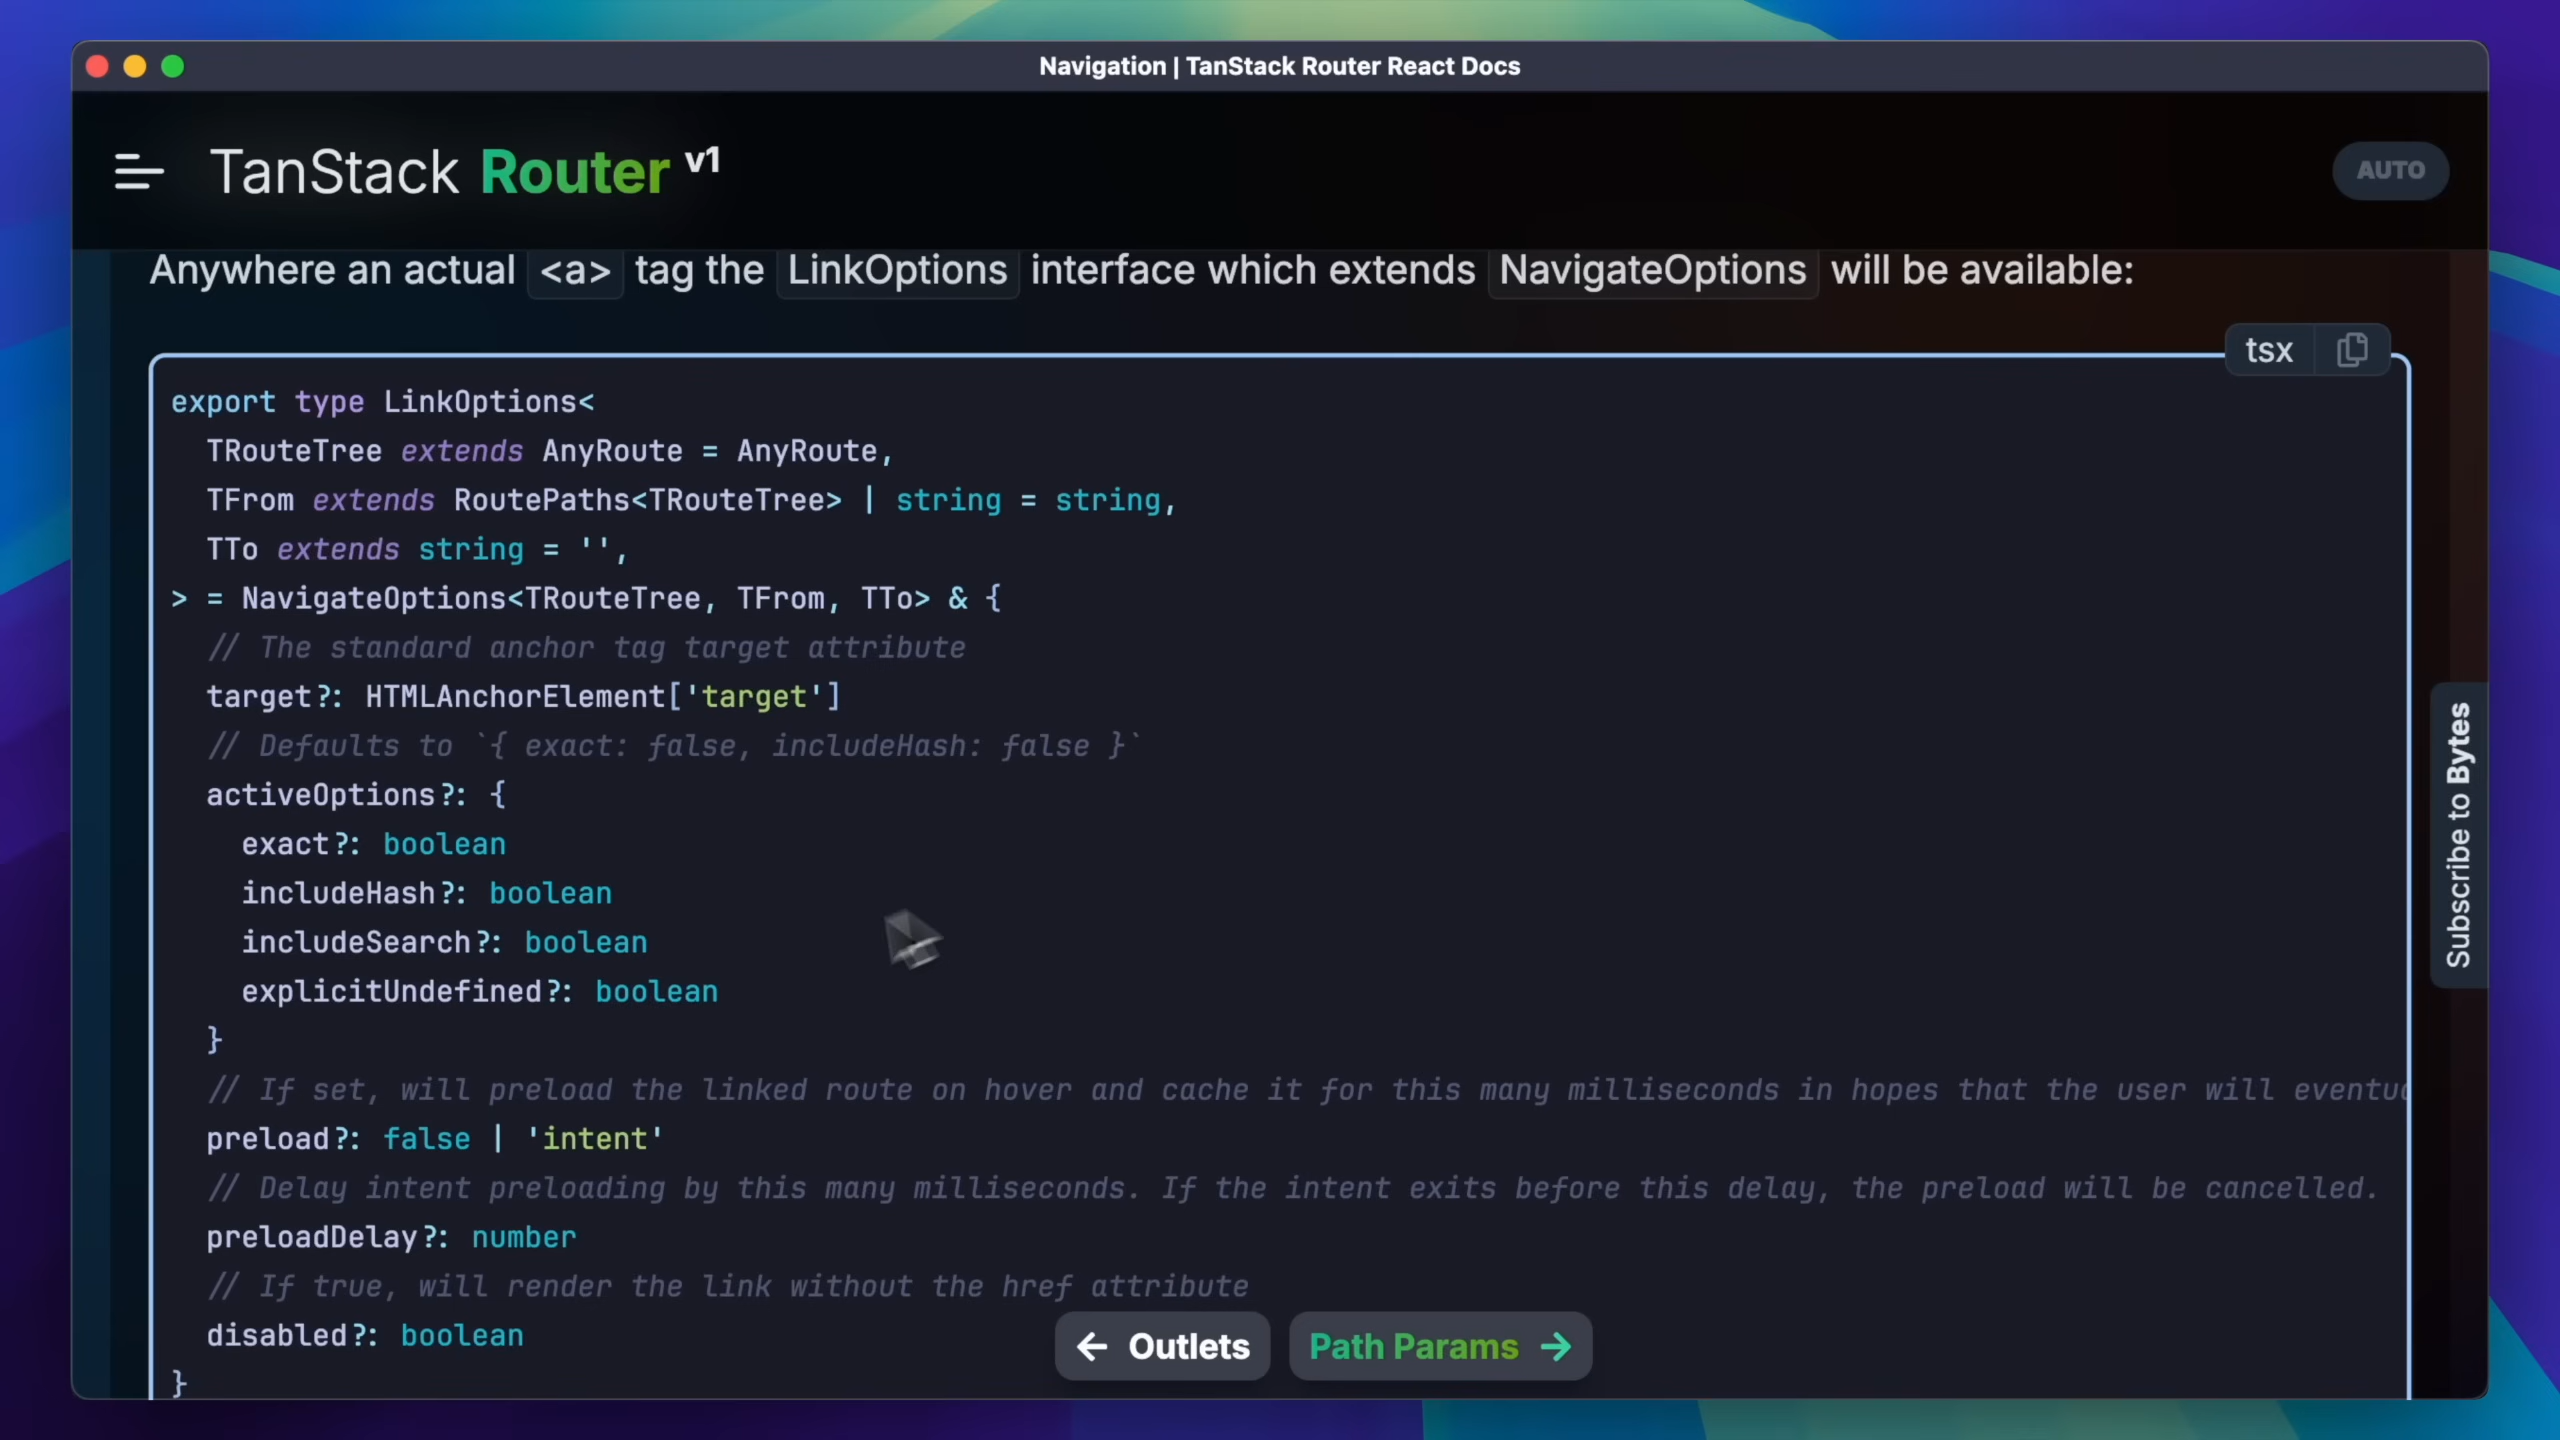 Navigation | TanStack Router React Docs
TanStack Router v1
AUTO
Anywhere an actual <a> tag the LinkOptions interface which extends NavigateOptions will be available:
tsx
export type LinkOptions<
  TRouteTree extends AnyRoute = AnyRoute,
  TFrom extends RoutePaths<TRouteTree> | string = string,
  TTo extends string = '',
> = NavigateOptions<TRouteTree, TFrom, TTo> & {
  // The standard anchor tag target attribute
  target?: HTMLAnchorElement['target']
  // Defaults to `{ exact: false, includeHash: false }`
  activeOptions?: {
    exact?: boolean
    includeHash?: boolean
    includeSearch?: boolean
    explicitUndefined?: boolean
  }
  // If set, will preload the linked route on hover and cache it for this many milliseconds in hopes that the user will
  preload?: false | 'intent'
  // Delay intent preloading by this many milliseconds. If the intent exits before this delay, the preload will be cancelled.
  preloadDelay?: number
  // If true, will render the link without the href attribute
  disabled?: boolean
}
← Outlets
Path Params →
Subscribe to Bytes